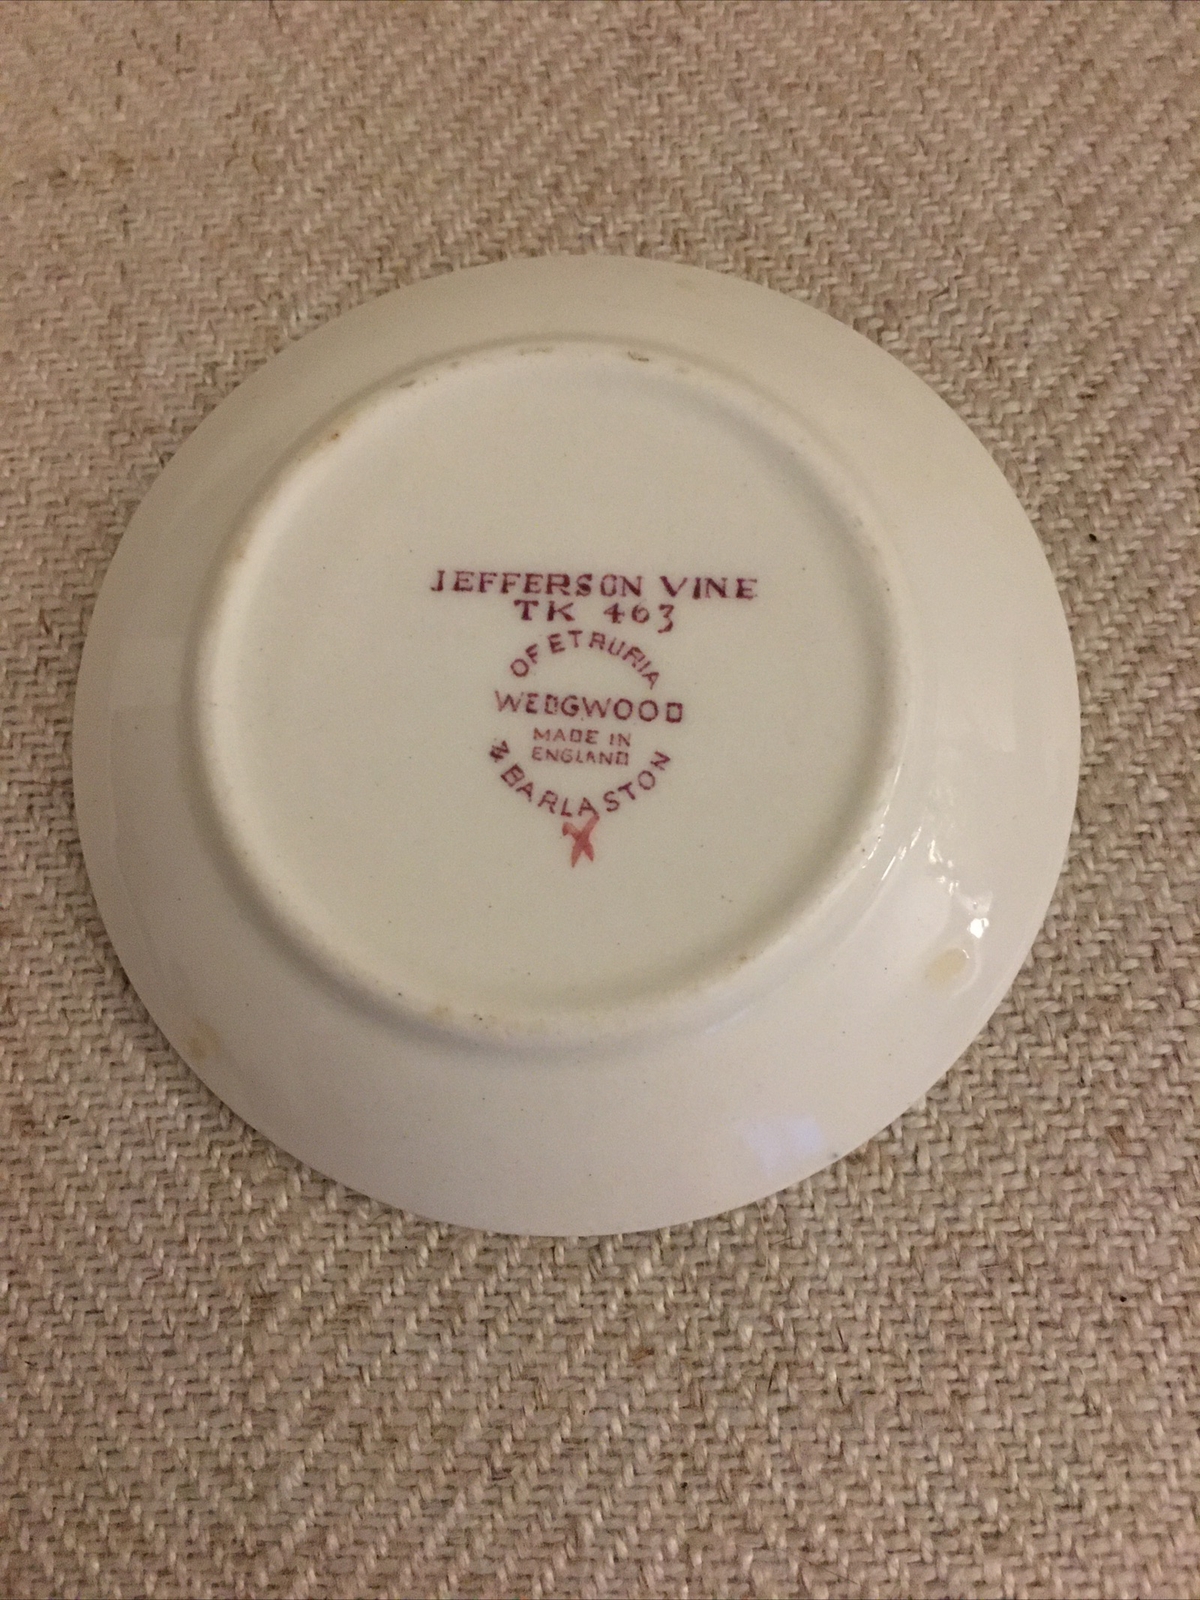 JEFFERSON VINE
TK 463
OF ETRURIA
WEDGWOOD
MADE IN
ENGLAND
& BARLASTON
X